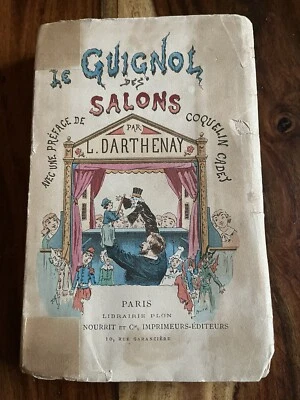 LE GUIGNOL
DES
SALONS
AVEC UNE PRÉFACE DE COQUELIN CADET
PAR
L. DARTHENAY
PARIS
LIBRAIRIE PLON
NOURRIT ET Cie, IMPRIMEURS-ÉDITEURS
10, RUE GARANCIÈRE